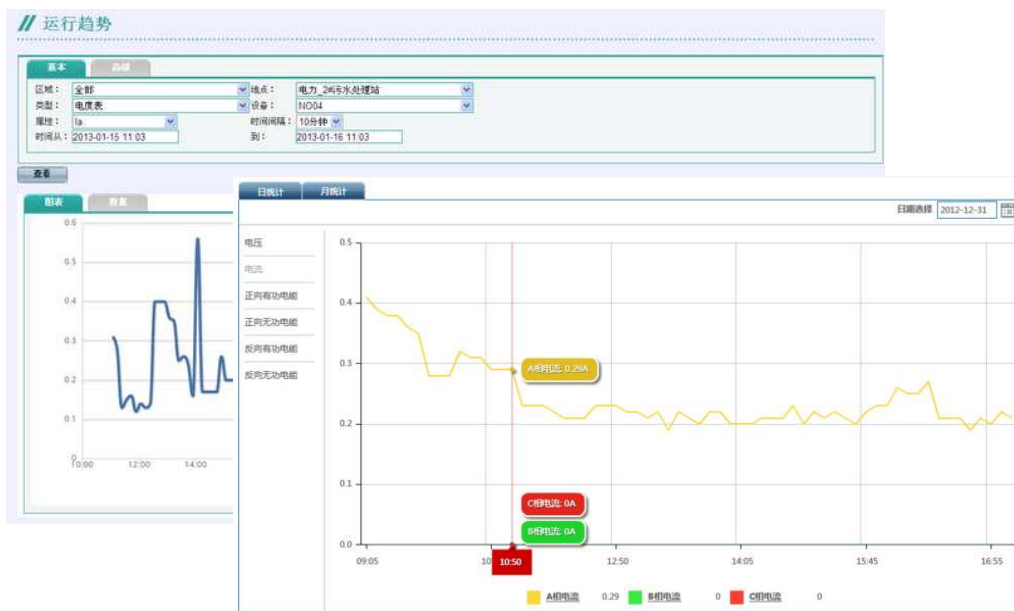 运行趋势
基本 高级
区域： 全部 地点： 电力_2#污水处理站
类型： 电度表 设备： NO04
属性： Ia 时间间隔： 10分钟
时间从： 2013-01-15 11:03 到： 2013-01-16 11:03
查看
图表 数据
0.6
0.5
0.4
0.3
0.2
0.1
0
10:00 12:00 14:00
日统计 月统计
日期选择 2012-12-31
电压
电流
正向有功电能
正向无功电能
反向有功电能
反向无功电能
0.5
0.4
0.3
0.2
0.1
0.0
A相电流: 0.29A
C相电流: 0A
B相电流: 0A
09:05 10 10:50 12:50 14:05 15:45 16:55
A相电流 0.29 B相电流 0 C相电流 0